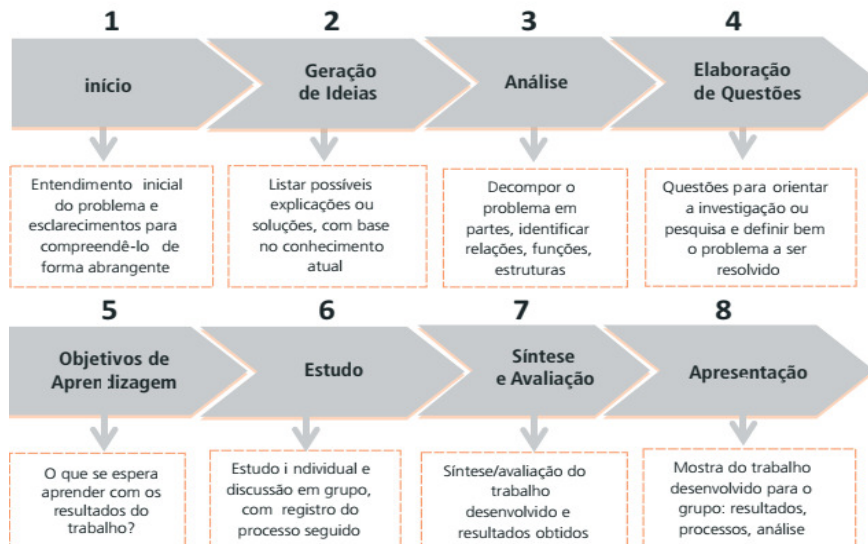 1 2 3 4
início
Geração
de Ideias
Análise
Elaboração
de Questões
Entendimento inicial
do problema e
esclarecimentos para
compreendê-lo de
forma abrangente
Listar possíveis
explicações ou
soluções, com base
no conhecimento
atual
Decompor o
problema em
partes, identificar
relações, funções,
estruturas
Questões para orientar
a investigação ou
pesquisa e definir bem
o problema a ser
resolvido
5 6 7 8
Objetivos de
Aprendizagem
Estudo
Síntese
e Avaliação
Apresentação
O que se espera
aprender com os
resultados do
trabalho?
Estudo individual e
discussão em grupo,
com registro do
processo seguido
Síntese/avaliação do
trabalho
desenvolvido e
resultados obtidos
Mostra do trabalho
desenvolvido para o
grupo: resultados,
processos, análise